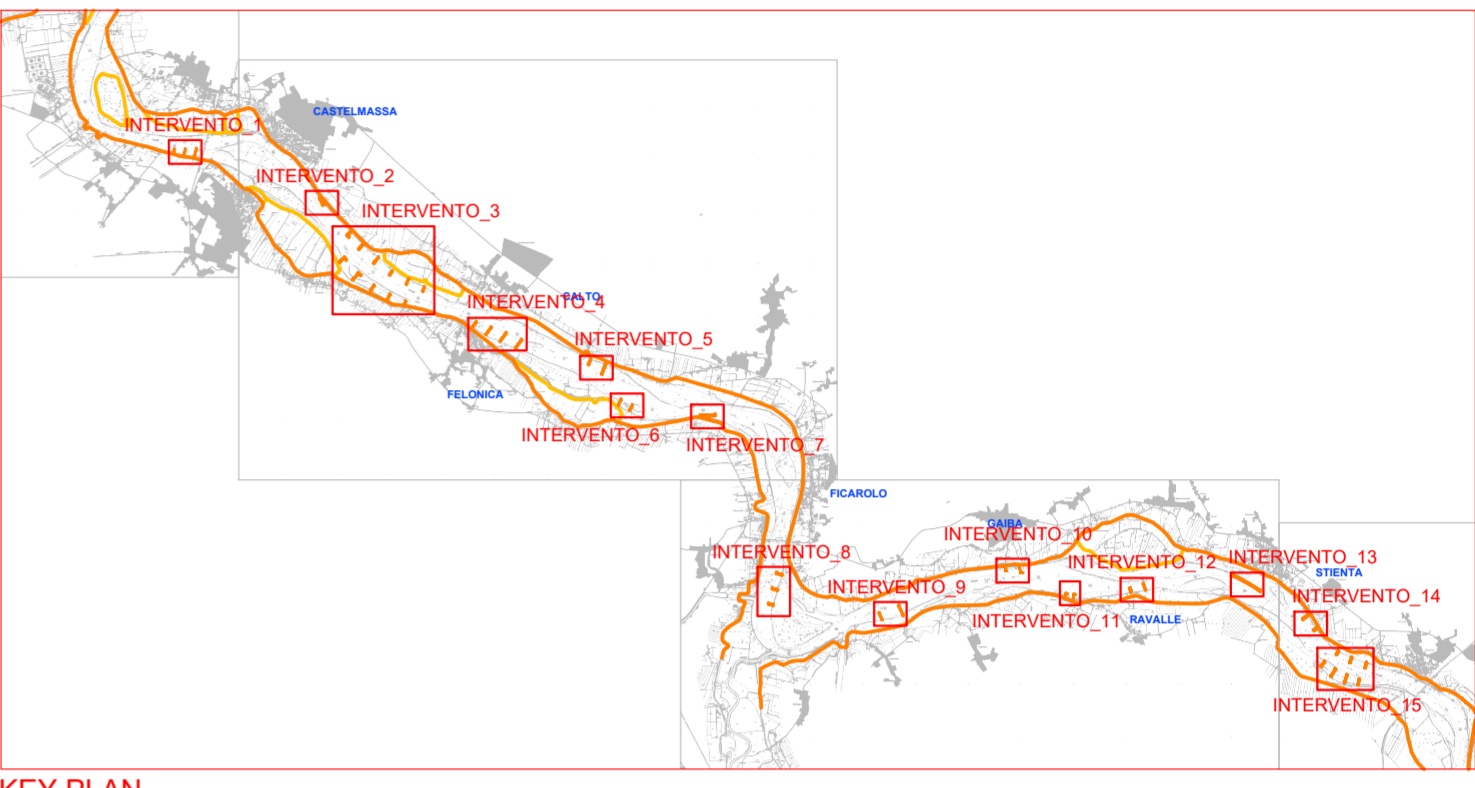 CASTELMASSA
INTERVENTO_1
INTERVENTO_2
INTERVENTO_3
CALTO
INTERVENTO_4
INTERVENTO_5
FELONICA
INTERVENTO_6
INTERVENTO_7
FICAROLO
GAIBA
INTERVENTO_10
INTERVENTO_8
INTERVENTO_13
INTERVENTO_12
STIENTA
INTERVENTO_9
INTERVENTO_14
INTERVENTO_11
RAVALLE
INTERVENTO_15
KEY PLAN